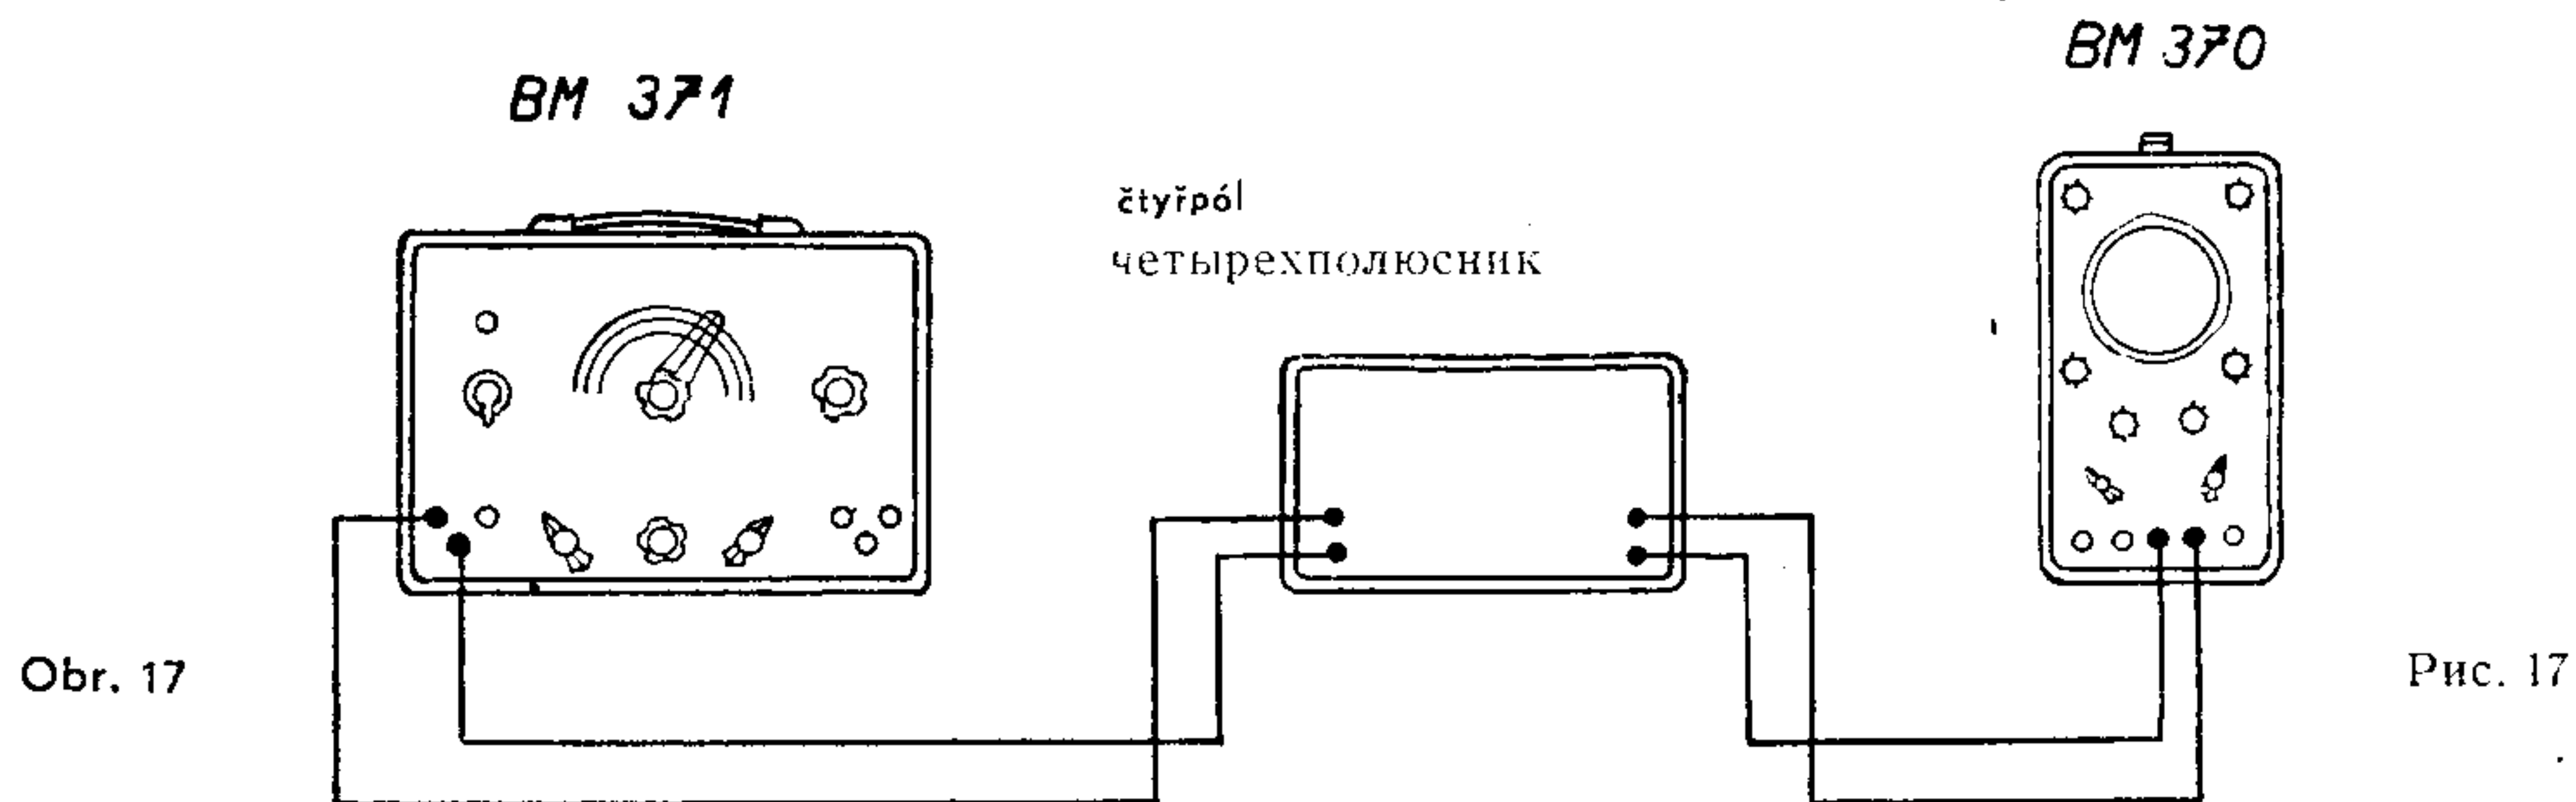 BM 370
BM 371
čtyřpól
четырехполюсник
Obr. 17
Рис. 17